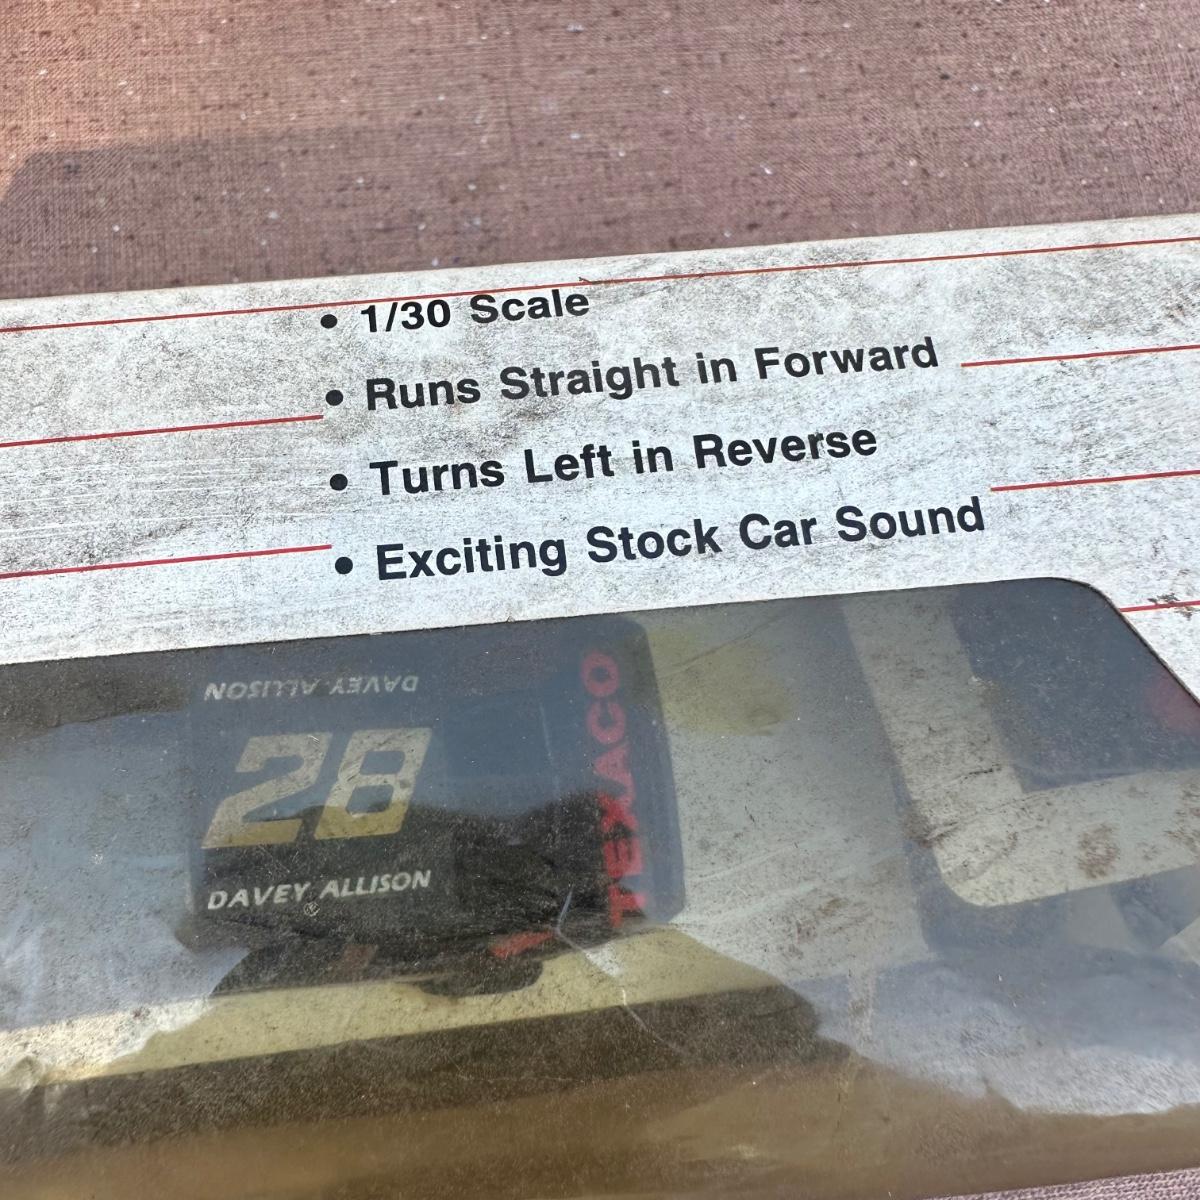 • 1/30 Scale
• Runs Straight in Forward
• Turns Left in Reverse
• Exciting Stock Car Sound
DAVEY ALLISON
28
DAVEY ALLISON
TEXACO